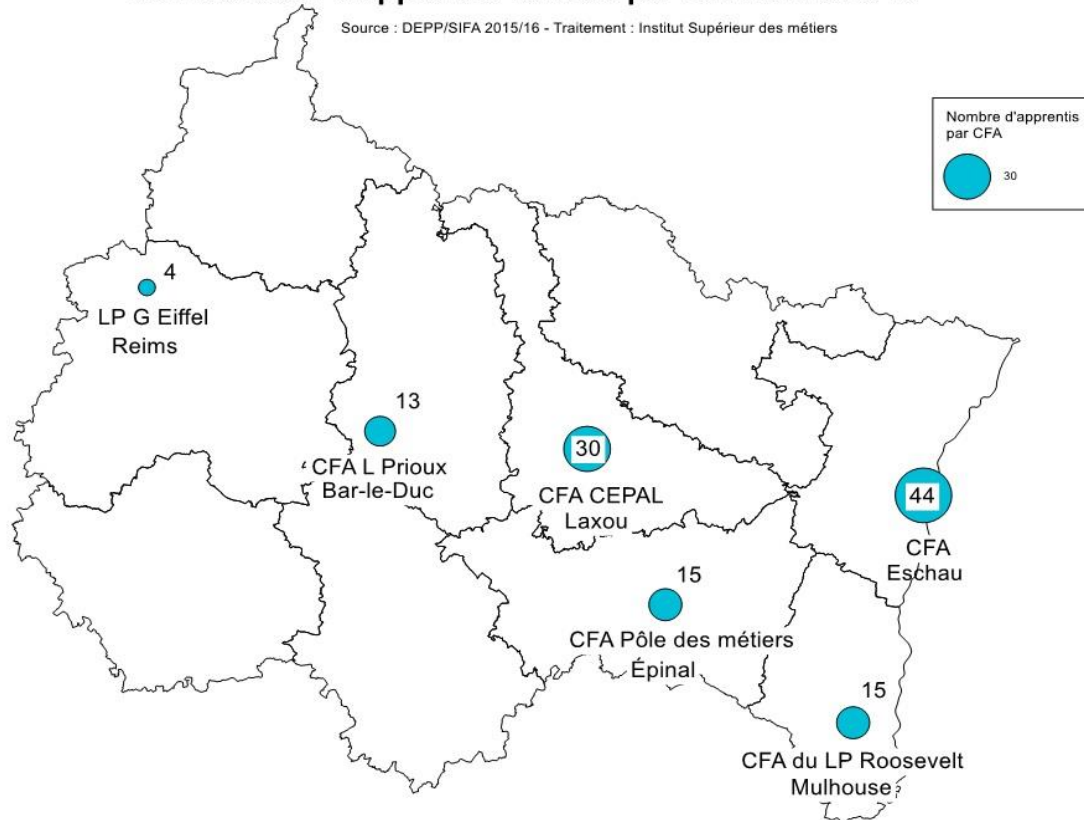 Source : DEPP/SIFA 2015/16 - Traitement : Institut Supérieur des métiers
Nombre d'apprentis
par CFA
30
4
LP G Eiffel
Reims
13
CFA L Prioux
Bar-le-Duc
30
CFA CEPAL
Laxou
44
CFA
Eschau
15
CFA Pôle des métiers
Épinal
15
CFA du LP Roosevelt
Mulhouse